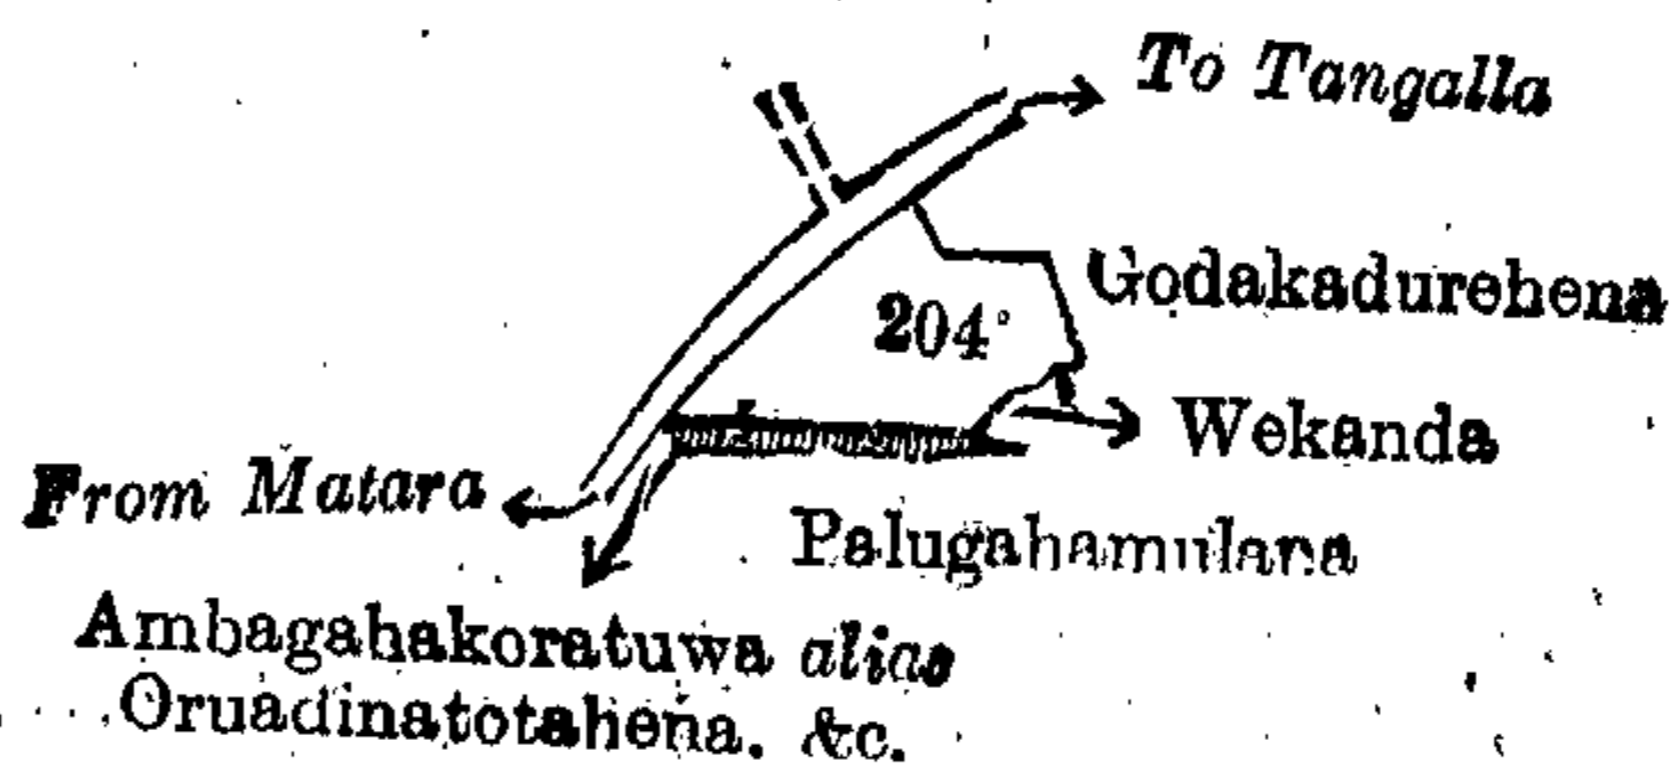 To Tangalla
Godakadurehena
204
Wekanda
From Matara
Palugahamulana
Ambagahakoratuwa alias
Oruadinatotahena. &c.